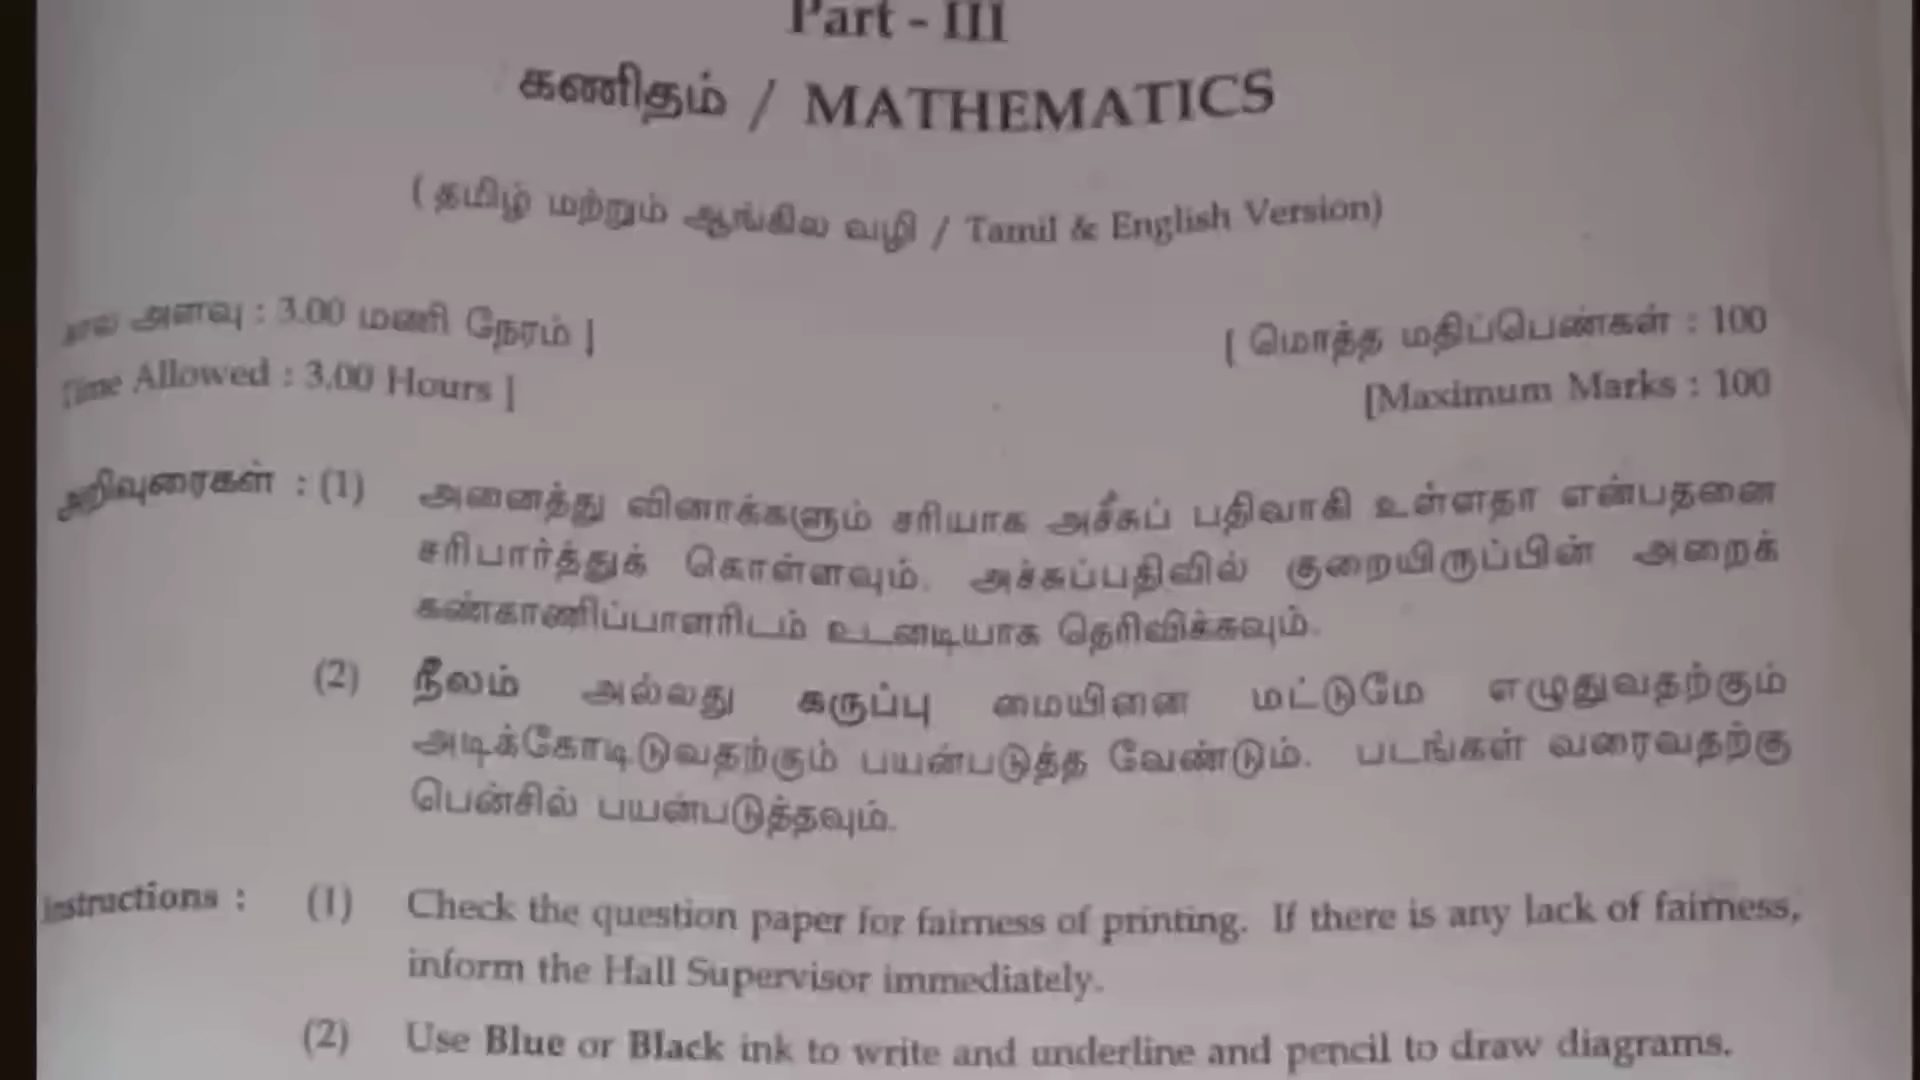 Part - III
கணிதம் / MATHEMATICS
( தமிழ் மற்றும் ஆங்கில வழி / Tamil & English Version)
கால அளவு : 3.00 மணி நேரம் ]
[ மொத்த மதிப்பெண்கள் : 100
Time Allowed : 3.00 Hours ]
[Maximum Marks : 100
அறிவுரைகள் : (1) அனைத்து வினாக்களும் சரியாக அச்சுப் பதிவாகி உள்ளதா என்பதனை
சரிபார்த்துக் கொள்ளவும். அச்சுப்பதிவில் குறையிருப்பின் அறைக்
கண்காணிப்பாளரிடம் உடனடியாக தெரிவிக்கவும்.
(2) நீலம் அல்லது கருப்பு மையினை மட்டுமே எழுதுவதற்கும்
அடிக்கோடிடுவதற்கும் பயன்படுத்த வேண்டும். படங்கள் வரைவதற்கு
பென்சில் பயன்படுத்தவும்.
Instructions : (1) Check the question paper for fairness of printing. If there is any lack of fairness,
inform the Hall Supervisor immediately.
(2) Use Blue or Black ink to write and underline and pencil to draw diagrams.